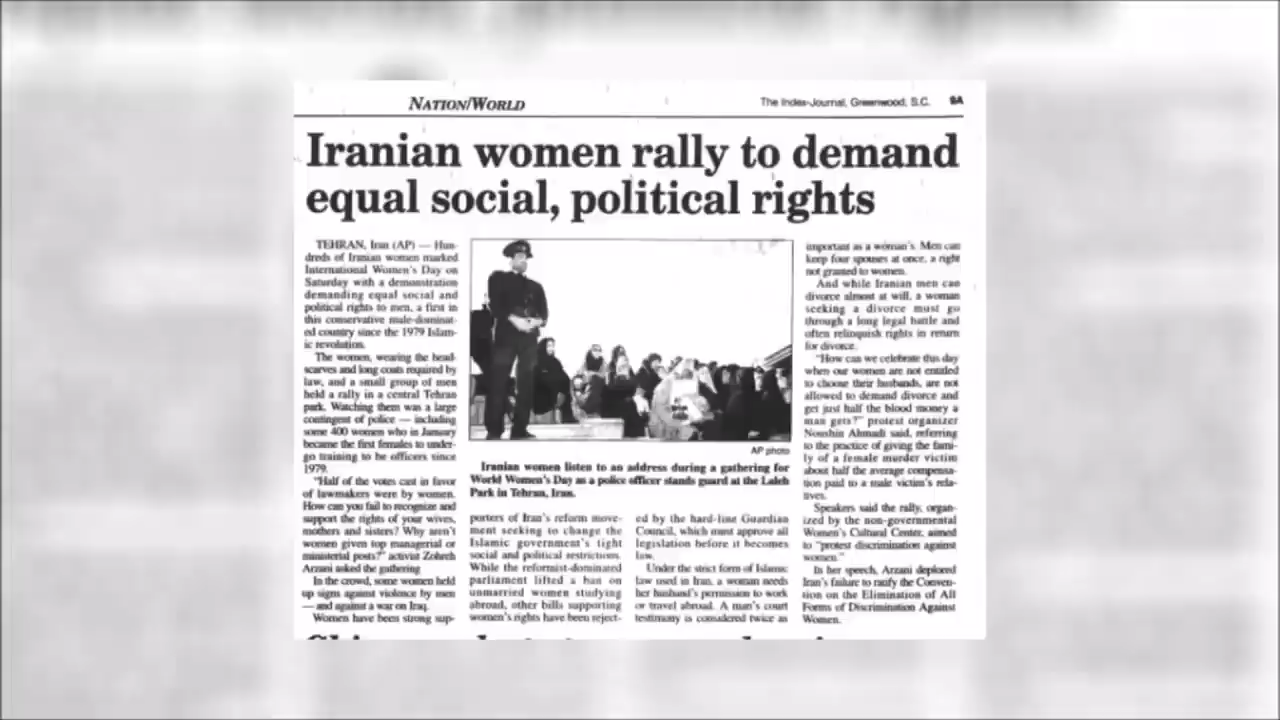 NATION/WORLD
The Index-Journal, Greenwood, S.C. 9A
Iranian women rally to demand
equal social, political rights
TEHRAN, Iran (AP) — Hun-
dreds of Iranian women marked
International Women's Day on
Saturday with a demonstration
demanding equal social and
political rights to men, a first in
this conservative male-dominat-
ed country since the 1979 Islam-
ic revolution.
The women, wearing the head-
scarves and long coats required by
law, and a small group of men
held a rally in a central Tehran
park. Watching them was a large
contingent of police — including
some 400 women who in January
became the first females to under-
go training to be officers since
1979.
"Half of the votes cast in favor
of lawmakers were by women.
How can you fail to recognize and
support the rights of your wives,
mothers and sisters? Why aren't
women given top managerial or
ministerial posts?" activist Zohreh
Arzani asked the gathering
In the crowd, some women held
up signs against violence by men
— and against a war on Iraq.
Women have been strong sup-
AP photo
Iranian women listen to an address during a gathering for
World Women's Day as a police officer stands guard at the Laleh
Park in Tehran, Iran.
porters of Iran's reform move-
ment seeking to change the
Islamic government's tight
social and political restrictions.
While the reformist-dominated
parliament lifted a ban on
unmarried women studying
abroad, other bills supporting
women's rights have been reject-
ed by the hard-line Guardian
Council, which must approve all
legislation before it becomes
law.
Under the strict form of Islamic
law used in Iran, a woman needs
her husband's permission to work
or travel abroad. A man's court
testimony is considered twice as
important as a woman's. Men can
keep four spouses at once, a right
not granted to women.
And while Iranian men can
divorce almost at will, a woman
seeking a divorce must go
through a long legal battle and
often relinquish rights in return
for divorce.
"How can we celebrate this day
when our women are not entitled
to choose their husbands, are not
allowed to demand divorce and
get just half the blood money a
man gets?" protest organizer
Noushin Ahmadi said, referring
to the practice of giving the fami-
ly of a female murder victim
about half the average compensa-
tion paid to a male victim's rela-
tives.
Speakers said the rally, organ-
ized by the non-governmental
Women's Cultural Center, aimed
to "protest discrimination against
women."
In her speech, Arzani deplored
Iran's failure to ratify the Conven-
tion on the Elimination of All
Forms of Discrimination Against
Women.